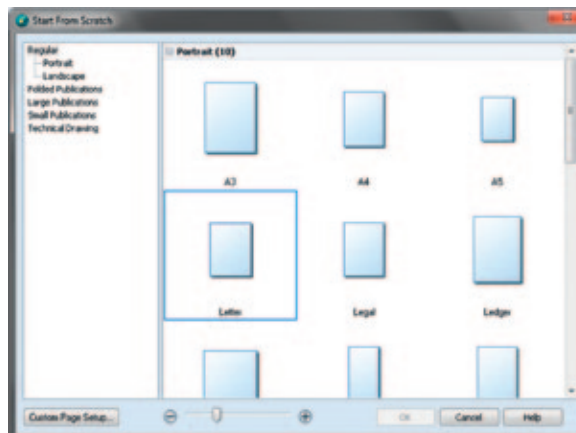 Start From Scratch
Regular
Portrait
Landscape
Folded Publications
Large Publications
Small Publications
Technical Drawing
Portrait (10)
A3
A4
A5
Letter
Legal
Ledger
Custom Page Setup...
OK
Cancel
Help